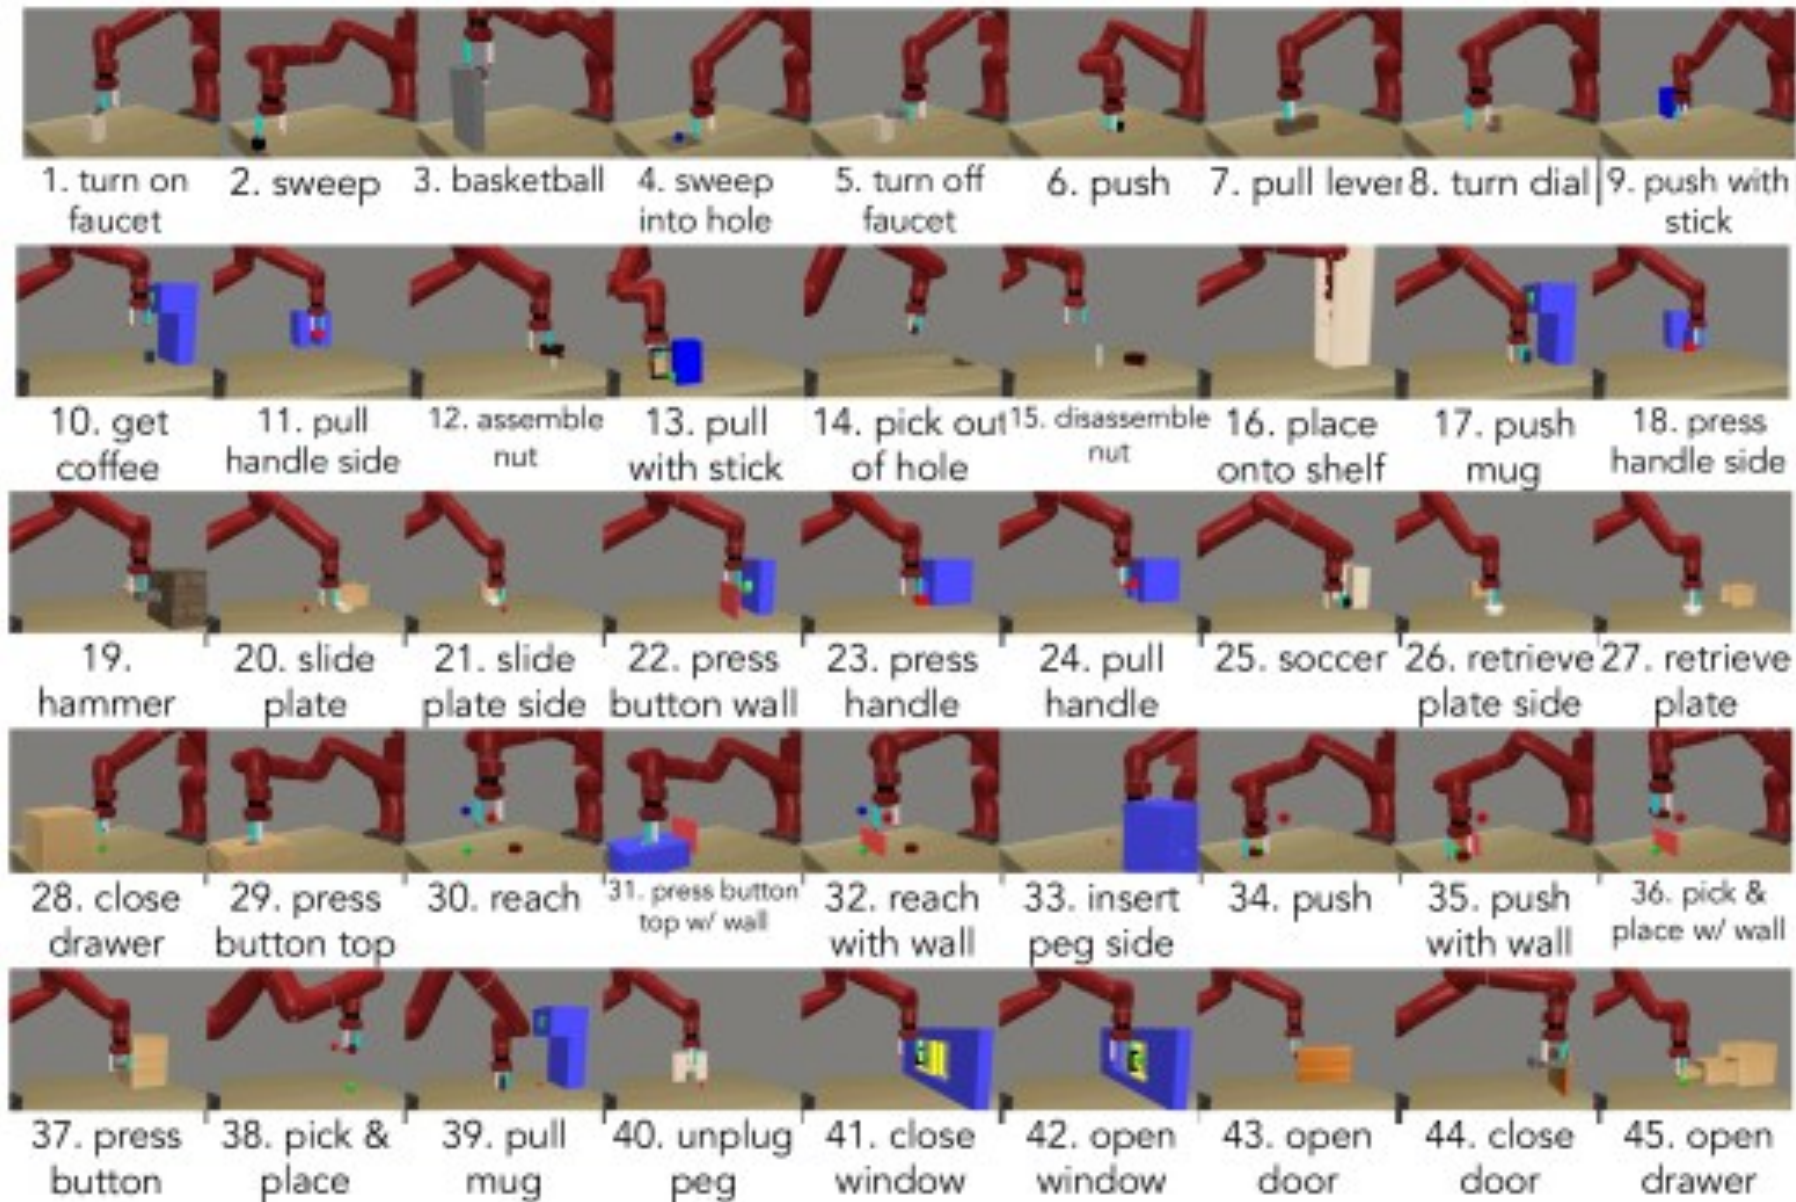 1. turn on
faucet
2. sweep
3. basketball
4. sweep
into hole
5. turn off
faucet
6. push
7. pull lever
8. turn dial
9. push with
stick
10. get
coffee
11. pull
handle side
12. assemble
nut
13. pull
with stick
14. pick out
of hole
15. disassemble
nut
16. place
onto shelf
17. push
mug
18. press
handle side
19.
hammer
20. slide
plate
21. slide
plate side
22. press
button wall
23. press
handle
24. pull
handle
25. soccer
26. retrieve
plate side
27. retrieve
plate
28. close
drawer
29. press
button top
30. reach
31. press button
top w/ wall
32. reach
with wall
33. insert
peg side
34. push
35. push
with wall
36. pick &
place w/ wall
37. press
button
38. pick &
place
39. pull
mug
40. unplug
peg
41. close
window
42. open
window
43. open
door
44. close
door
45. open
drawer